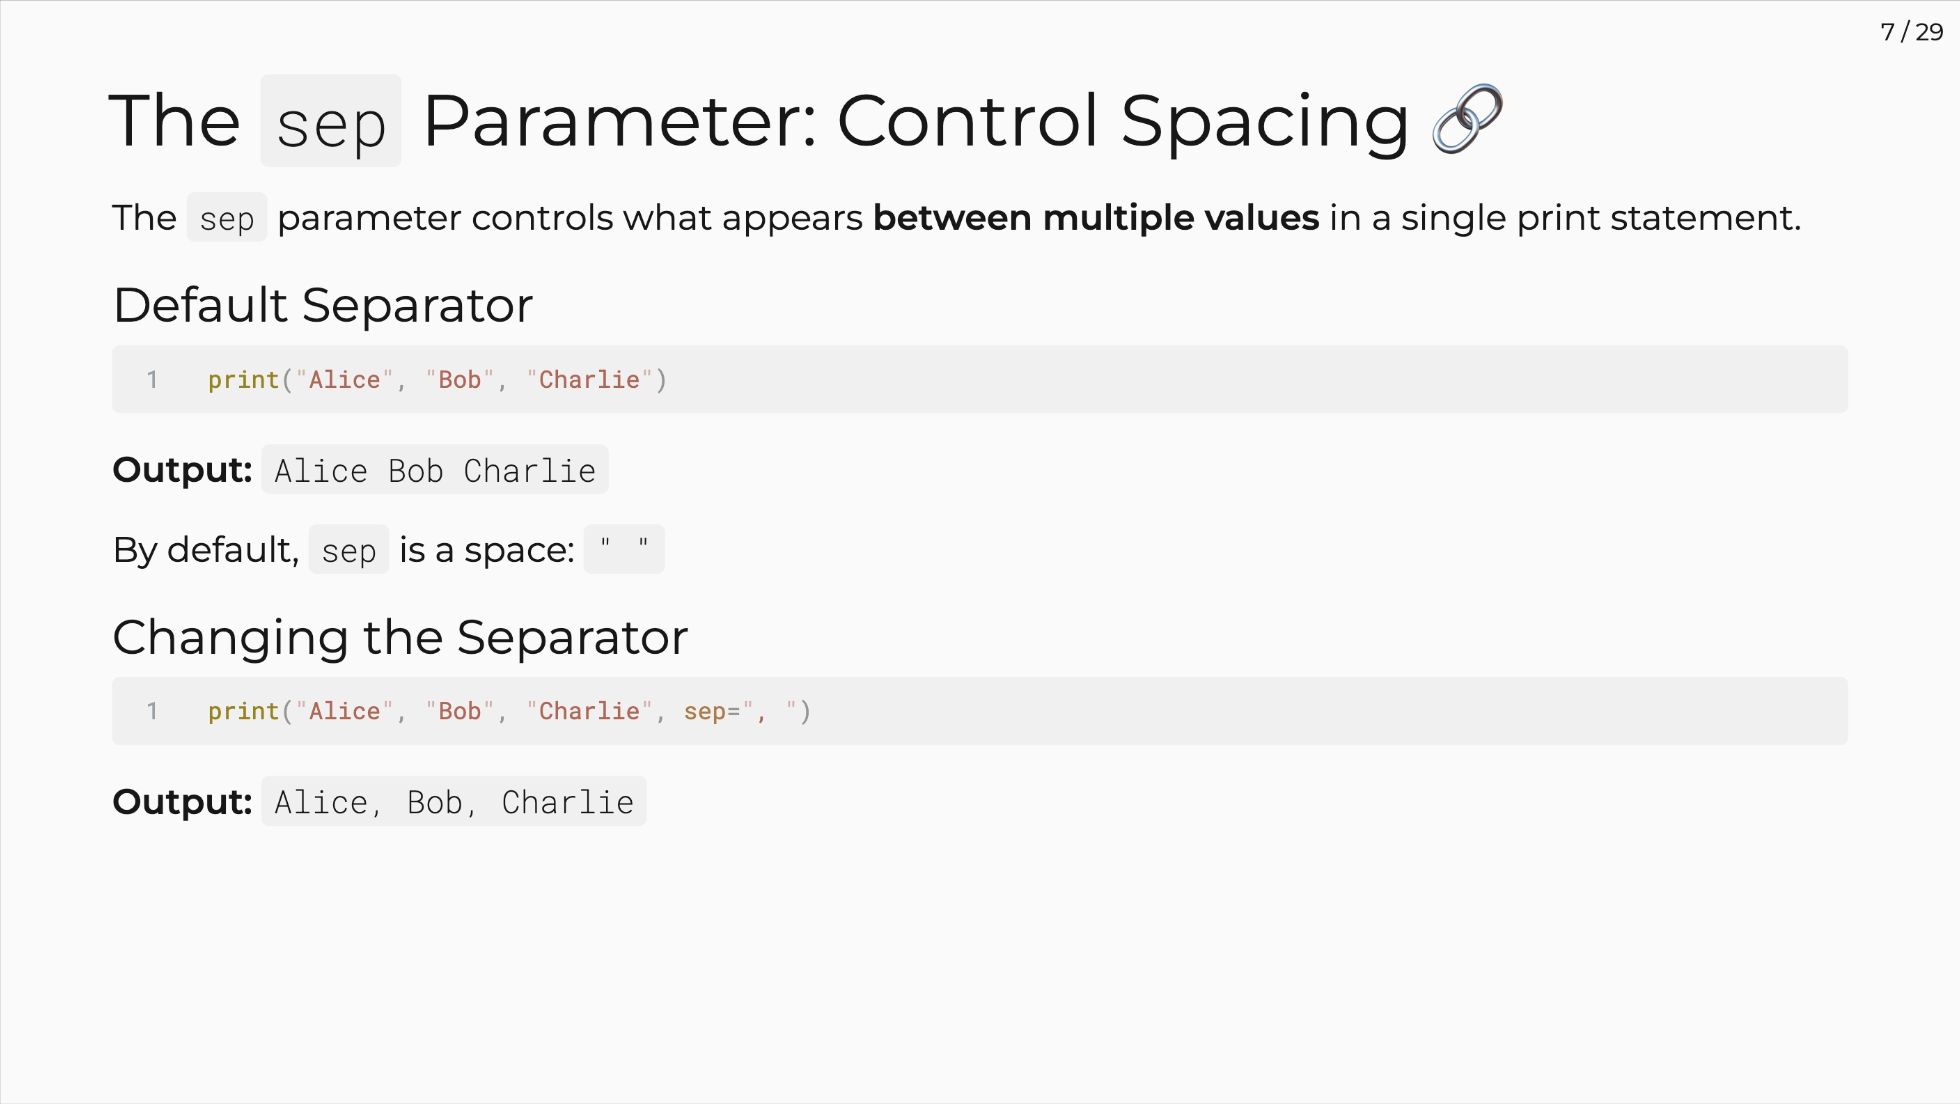 7 / 29
The sep Parameter: Control Spacing 🔗
The sep parameter controls what appears between multiple values in a single print statement.
Default Separator
1 print("Alice", "Bob", "Charlie")
Output: Alice Bob Charlie
By default, sep is a space: " "
Changing the Separator
1 print("Alice", "Bob", "Charlie", sep=", ")
Output: Alice, Bob, Charlie